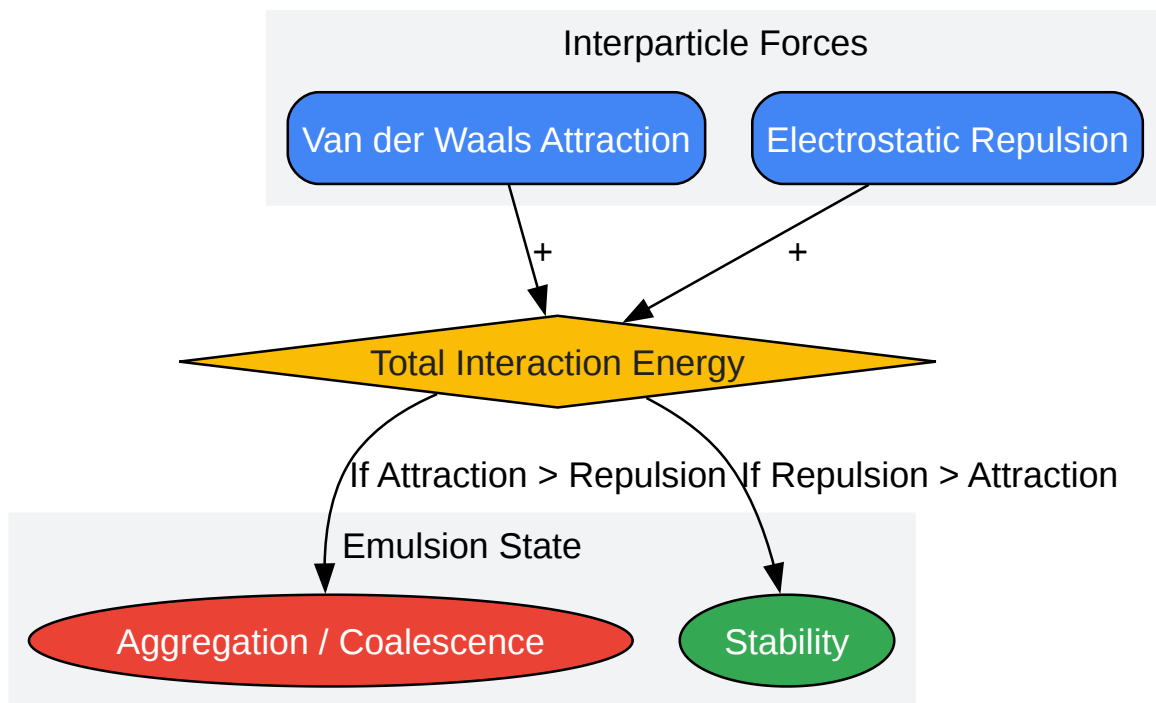 Interparticle Forces
Van der Waals Attraction
Electrostatic Repulsion
+
+
Total Interaction Energy
If Attraction > Repulsion
If Repulsion > Attraction
Emulsion State
Aggregation / Coalescence
Stability